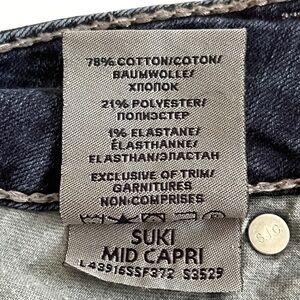 78% COTTON/COTON/
BAUMWOLLE/
ХЛОПОК
21% POLYESTER/
ПОЛИЭСТЕР
1% ELASTANE/
ÉLASTHANNE/
ELASTHAN/ЭЛАСТАН
EXCLUSIVE OF TRIM/
GARNITURES
NON-COMPRISES
SUKI
MID CAPRI
L43916SSF372 S3529
SJC